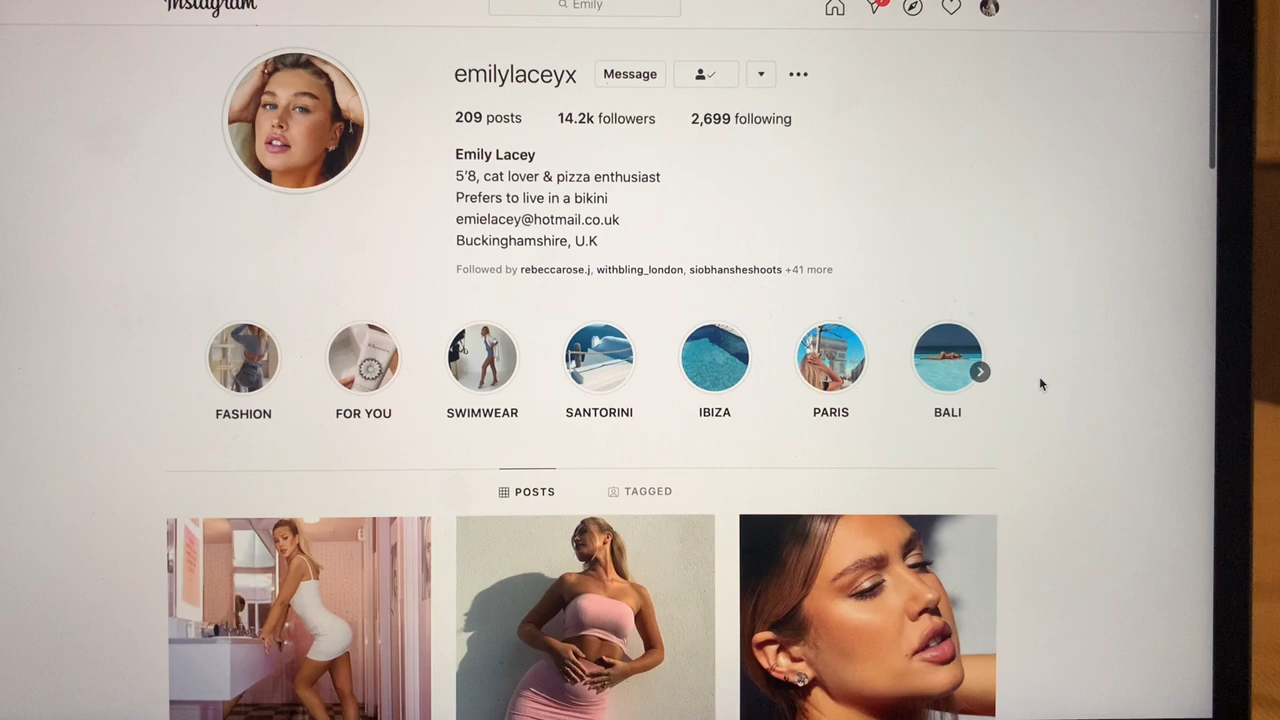 Instagram
Emily
emilylaceyx Message
209 posts 14.2k followers 2,699 following
Emily Lacey
5'8, cat lover & pizza enthusiast
Prefers to live in a bikini
emielacey@hotmail.co.uk
Buckinghamshire, U.K
Followed by rebeccarose.j, withbling_london, siobhansheshoots +41 more
FASHION FOR YOU SWIMWEAR SANTORINI IBIZA PARIS BALI
POSTS TAGGED